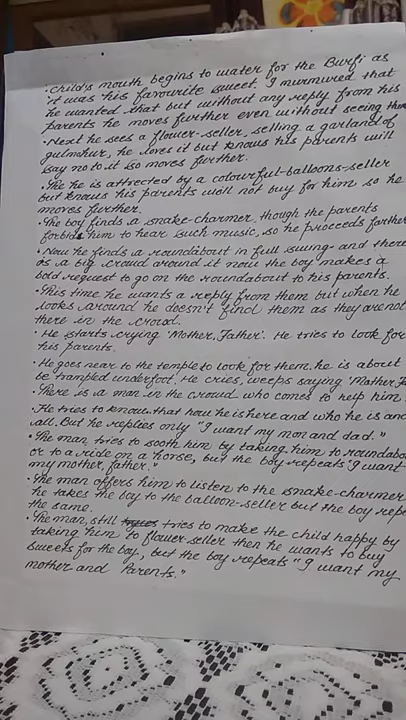 • Child's mouth begins to water for the Burfi as
it was his favourite sweet. I murmured that
he wanted that but without any reply from his
parents he moves further even without seeing them
• Next he sees a flower-seller, selling a garland of
gulmhur, he loves it but knows his parents will
say no to it so moves further.
• The he is attrected by a colourful-balloons-seller
but knows his parents will not buy for him so he
moves further.
• The boy finds a snake-charmer, though the parents
forbids him to hear such music, so he proceeds farther
• Now he finds a roundabout in full swing and there
is a big crowd around it now the boy makes a
bold request to go on the roundabout to his parents.
• This time he wants a reply from them but when he
looks around he doesn't find them as they are not
there in the crowd.
• He starts crying 'Mother, Father'. He tries to look for
his parents.
• He goes near to the temple to look for them, he is about
be trampled underfoot. He cries, weeps saying 'Mother, F
• There is a man in the crowd who comes to help him.
• He tries to know that how he is here and who he is and
all. But he replies only "I want my mom and dad."
• The man tries to sooth him by taking him to roundabo
or to a ride on a horse, but the boy repeats "I want
my mother, father."
• The man offers him to listen to the snake-charmer
he takes the boy to the balloon-seller but the boy repe
the same.
• The man, still tries to make the child happy by
taking him to flower-seller then he wants to buy
sweets for the boy, but the boy repeats "I want my
mother and Parents."